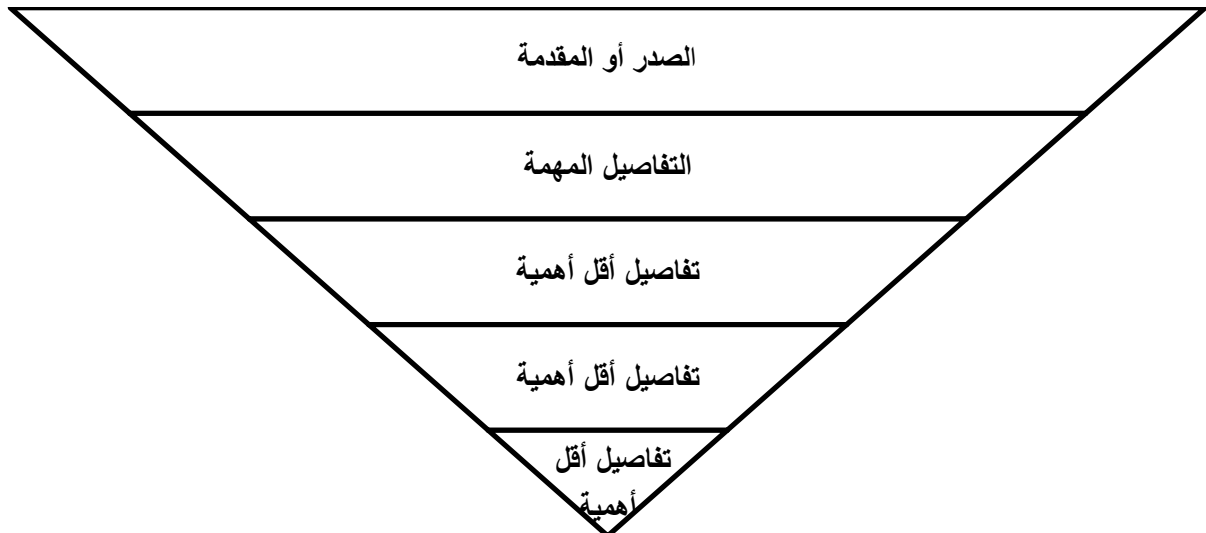 الصدر أو المقدمة
التفاصيل المهمة
تفاصيل أقل أهمية
تفاصيل أقل أهمية
تفاصيل أقل
أهمية